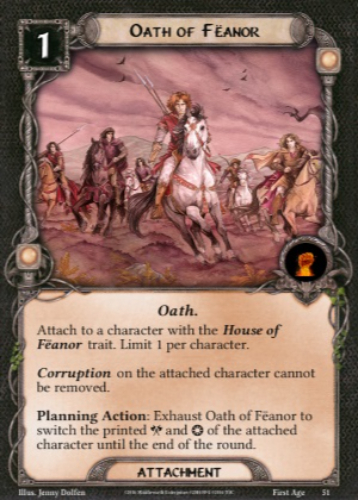 1
OATH OF FËANOR
Oath.
Attach to a character with the House of
Fëanor trait. Limit 1 per character.
Corruption on the attached character cannot
be removed.
Planning Action: Exhaust Oath of Fëanor to
switch the printed and of the attached
character until the end of the round.
ATTACHMENT
Illus. Jenny Dolfen
First Age
51